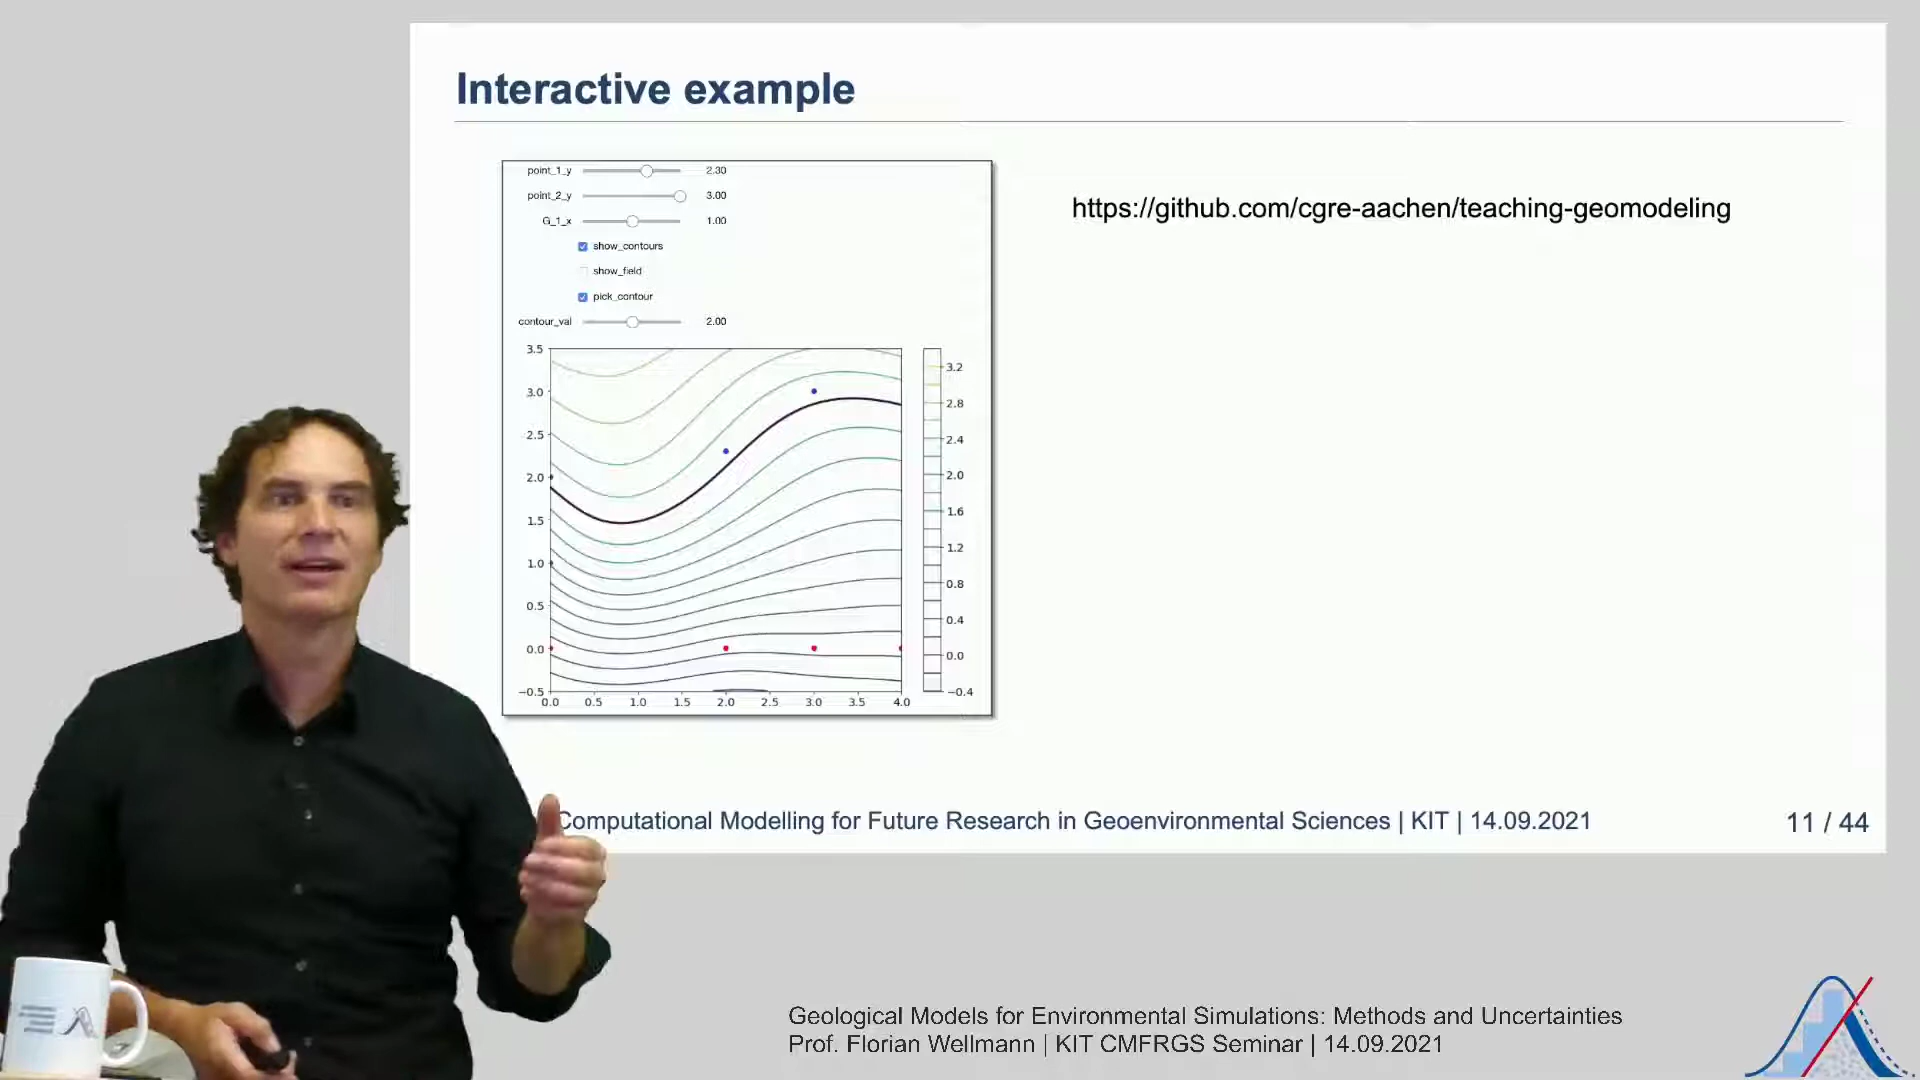 Interactive example
point_1_y 2.30
point_2_y 3.00
G_1_x 1.00
show_contours
show_field
pick_contour
contour_val 2.00
https://github.com/cgre-aachen/teaching-geomodeling
3.5
3.0
2.5
2.0
1.5
1.0
0.5
0.0
−0.5
0.0 0.5 1.0 1.5 2.0 2.5 3.0 3.5 4.0
3.2
2.8
2.4
2.0
1.6
1.2
0.8
0.4
0.0
−0.4
Computational Modelling for Future Research in Geoenvironmental Sciences | KIT | 14.09.2021
11 / 44
Geological Models for Environmental Simulations: Methods and Uncertainties
Prof. Florian Wellmann | KIT CMFRGS Seminar | 14.09.2021